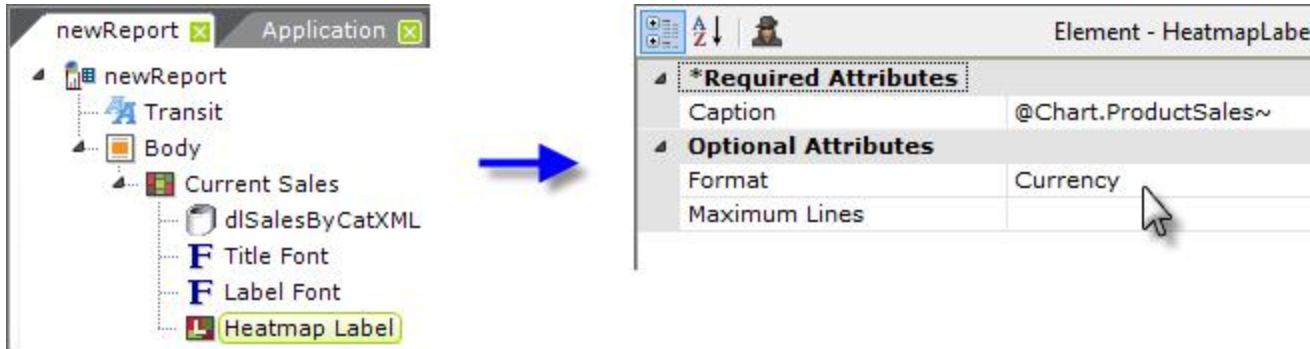 newReport
Application
newReport
Transit
Body
Current Sales
dlSalesByCatXML
F Title Font
F Label Font
Heatmap Label
A Z
Element - HeatmapLabe
*Required Attributes
Caption @Chart.ProductSales~
Optional Attributes
Format Currency
Maximum Lines